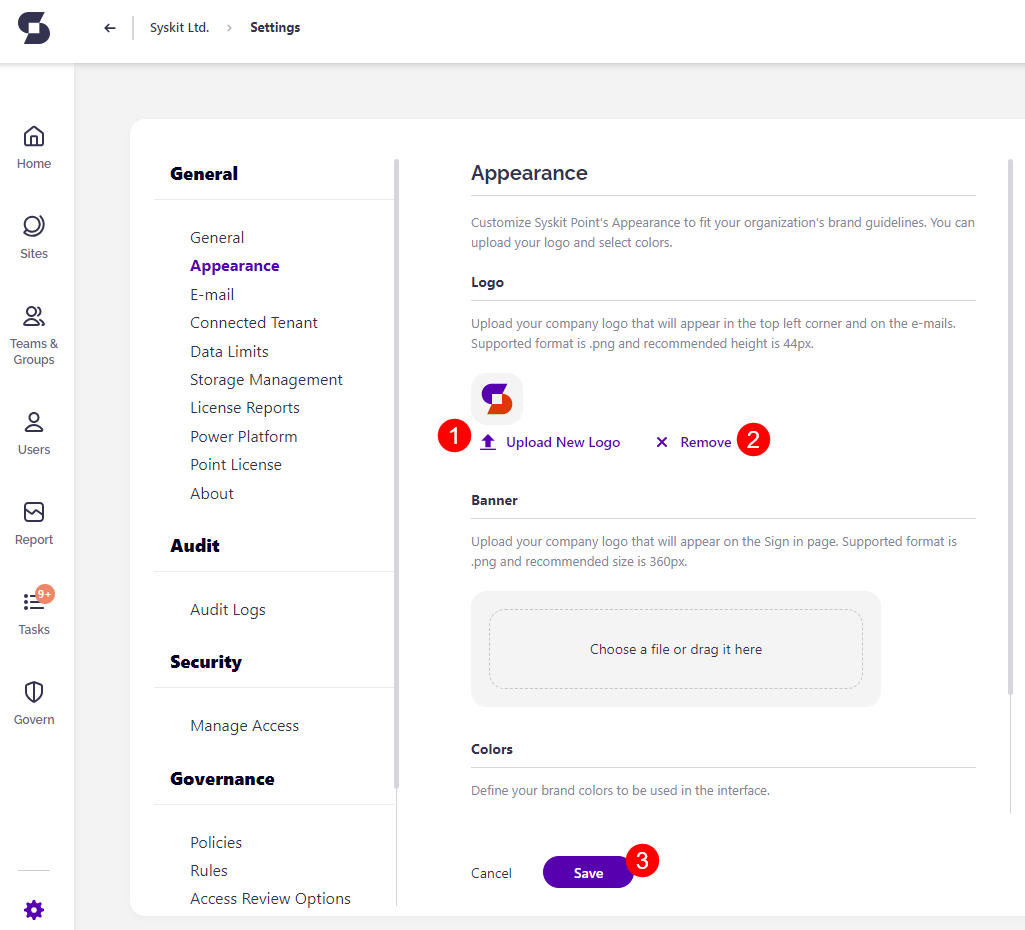 Syskit Ltd. > Settings
Home
Sites
Teams &
Groups
Users
Report
9+
Tasks
Govern
General
General
Appearance
E-mail
Connected Tenant
Data Limits
Storage Management
License Reports
Power Platform
Point License
About
Audit
Audit Logs
Security
Manage Access
Governance
Policies
Rules
Access Review Options
Appearance
Customize Syskit Point's Appearance to fit your organization's brand guidelines. You can
upload your logo and select colors.
Logo
Upload your company logo that will appear in the top left corner and on the e-mails.
Supported format is .png and recommended height is 44px.
1 Upload New Logo × Remove 2
Banner
Upload your company logo that will appear on the Sign in page. Supported format is
.png and recommended size is 360px.
Choose a file or drag it here
Colors
Define your brand colors to be used in the interface.
Cancel Save 3